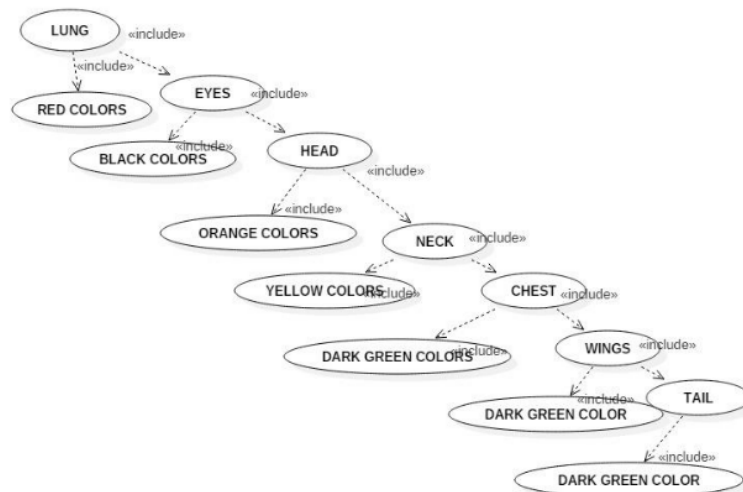 LUNG
«include»
«include»
RED COLORS
EYES
«include»
BLACK COLORS
«include»
HEAD
«include»
ORANGE COLORS
«include»
NECK
«include»
YELLOW COLORS
«include»
CHEST
«include»
DARK GREEN COLORS
«include»
WINGS
«include»
DARK GREEN COLOR
«include»
TAIL
«include»
DARK GREEN COLOR